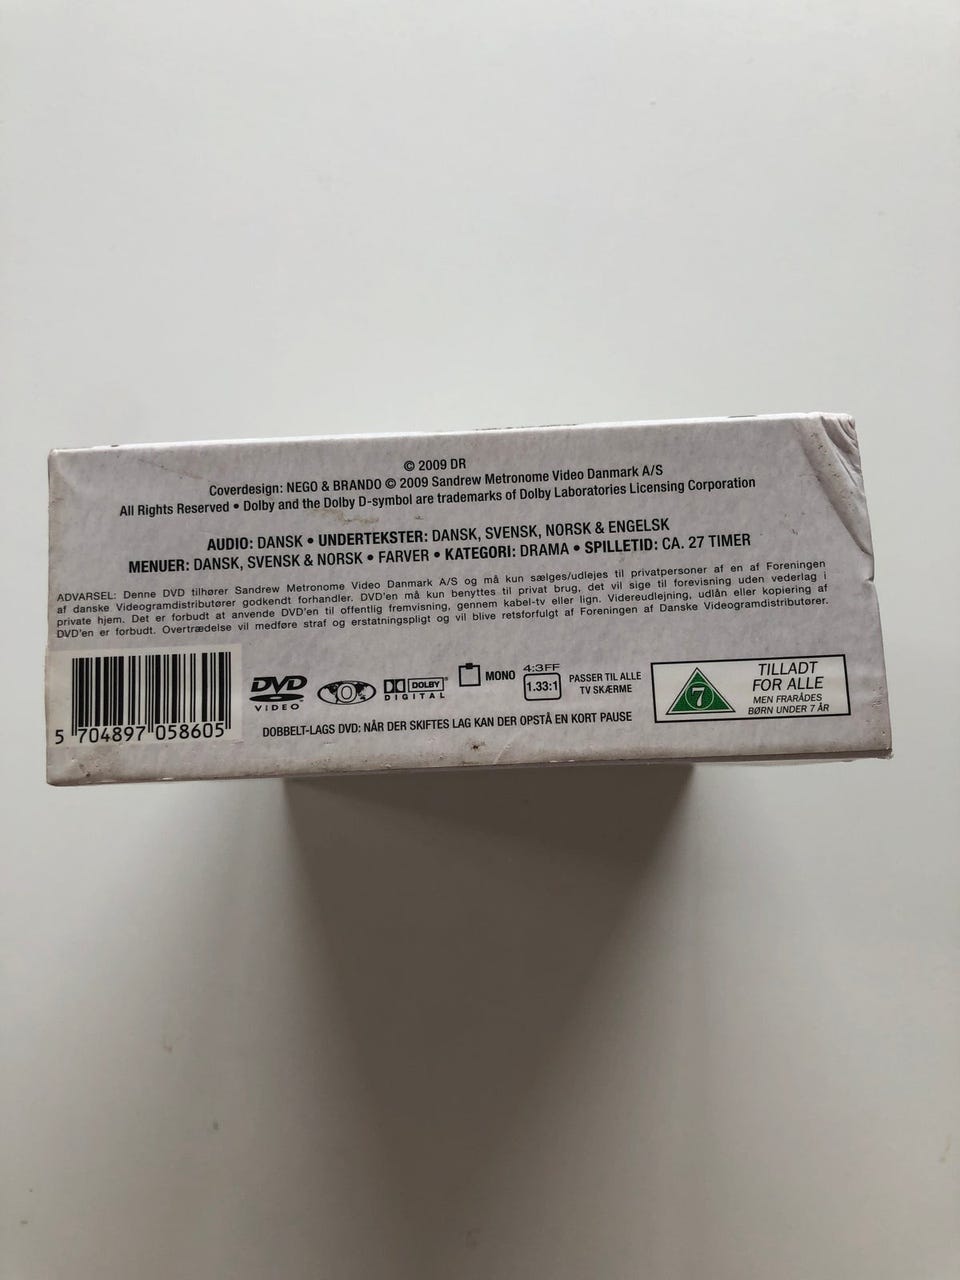 © 2009 DR
Coverdesign: NEGO & BRANDO © 2009 Sandrew Metronome Video Danmark A/S
All Rights Reserved • Dolby and the Dolby D-symbol are trademarks of Dolby Laboratories Licensing Corporation
AUDIO: DANSK • UNDERTEKSTER: DANSK, SVENSK, NORSK & ENGELSK
MENUER: DANSK, SVENSK & NORSK • FARVER • KATEGORI: DRAMA • SPILLETID: CA. 27 TIMER
ADVARSEL: Denne DVD tilhører Sandrew Metronome Video Danmark A/S og må kun sælges/udlejes til privatpersoner af en af Foreningen
af danske Videogramdistributører godkendt forhandler. DVD'en må kun benyttes til privat brug, det vil sige til forevisning uden vederlag i
private hjem. Det er forbudt at anvende DVD'en til offentlig fremvisning, gennem kabel-tv eller lign. Videreudlejning, udlån eller kopiering af
DVD'en er forbudt. Overtrædelse vil medføre straf og erstatningspligt og vil blive retsforfulgt af Foreningen af Danske Videogramdistributører.
5 704897 058605
DVD
VIDEO
DOLBY
DIGITAL
MONO
4:3FF
1.33:1
PASSER TIL ALLE
TV SKÆRME
DOBBELT-LAGS DVD: NÅR DER SKIFTES LAG KAN DER OPSTÅ EN KORT PAUSE
7
TILLADT
FOR ALLE
MEN FRARÅDES
BØRN UNDER 7 ÅR